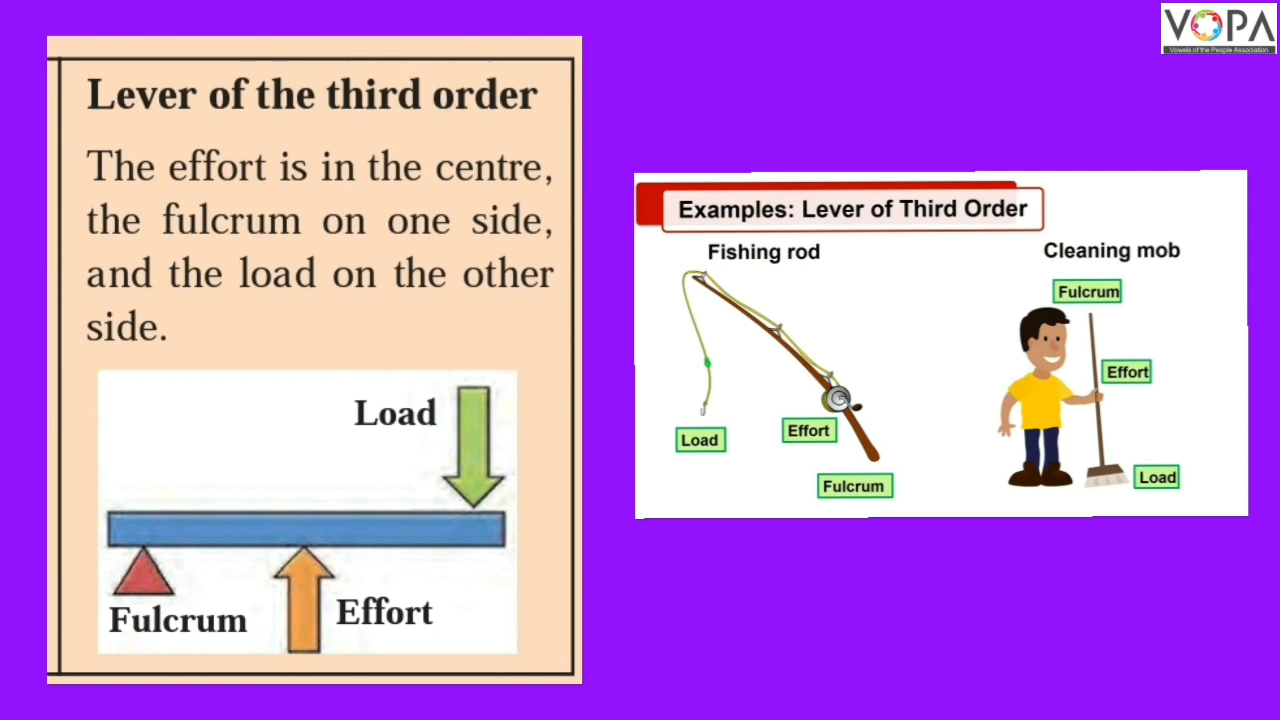 VOPA
Vowels of the People Association
Lever of the third order
The effort is in the centre,
the fulcrum on one side,
and the load on the other
side.
Load
Fulcrum
Effort
Examples: Lever of Third Order
Fishing rod
Load
Effort
Fulcrum
Cleaning mob
Fulcrum
Effort
Load